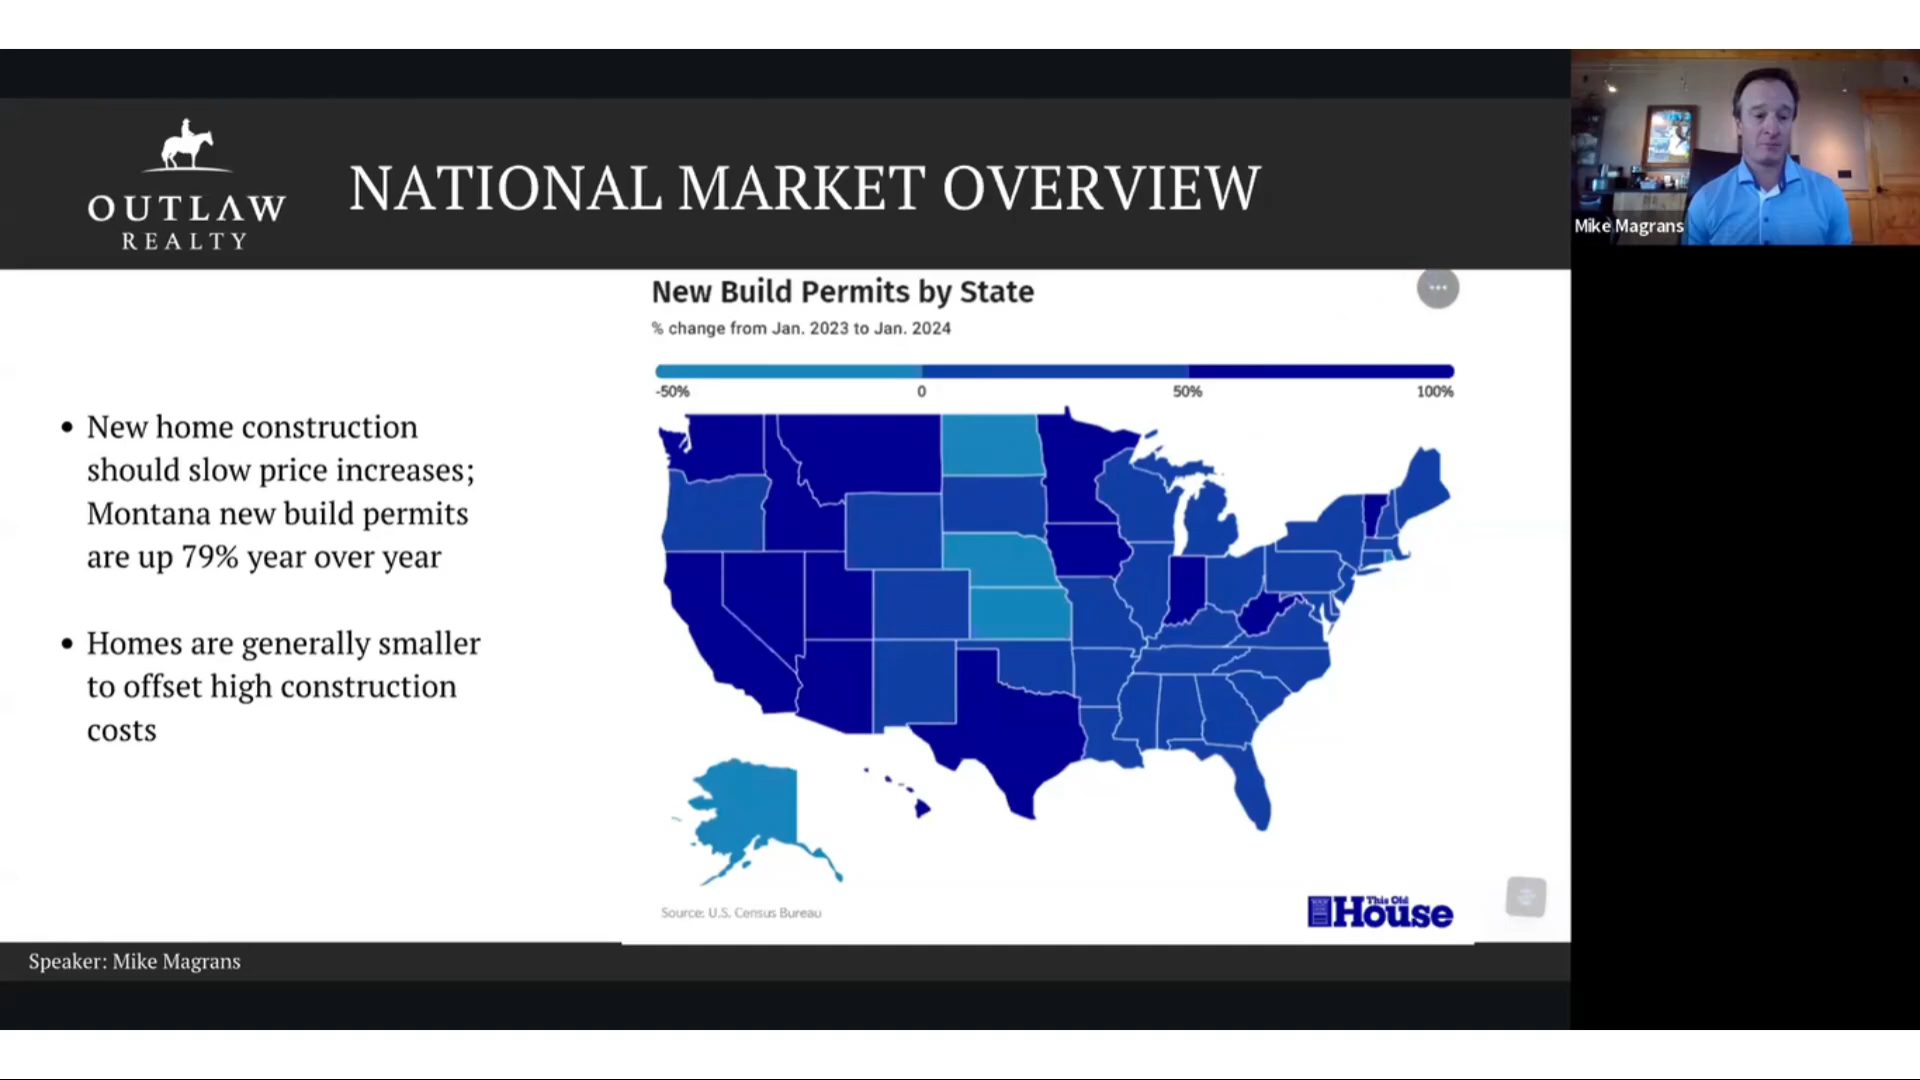 OUTLAW
REALTY
NATIONAL MARKET OVERVIEW
Mike Magrans
New Build Permits by State
% change from Jan. 2023 to Jan. 2024
-50%
0
50%
100%
• New home construction
should slow price increases;
Montana new build permits
are up 79% year over year
• Homes are generally smaller
to offset high construction
costs
Source: U.S. Census Bureau
This Old
House
Speaker: Mike Magrans